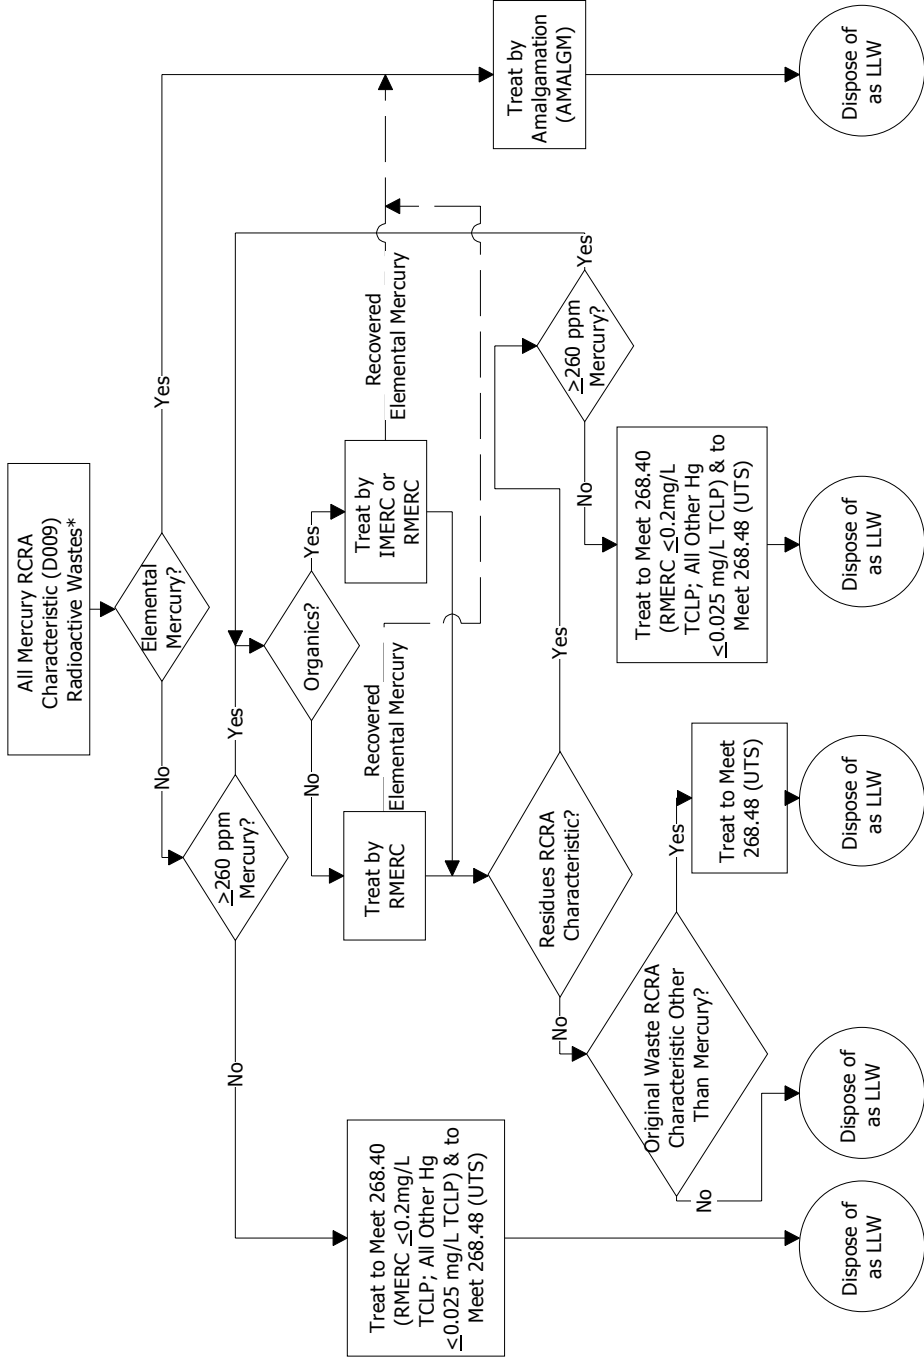 All Mercury RCRA
Characteristic (D009)
Radioactive Wastes*
Elemental
Mercury?
No
Yes
≥260 ppm
Mercury?
No
Yes
Organics?
No
Yes
Treat by
RMERC
Recovered
Elemental Mercury
Treat by
IMERC or
RMERC
Recovered
Elemental Mercury
Treat by
Amalgamation
(AMALGM)
Treat to Meet 268.40
(RMERC ≤0.2mg/L
TCLP; All Other Hg
≤0.025 mg/L TCLP) & to
Meet 268.48 (UTS)
Residues RCRA
Characteristic?
No
Yes
≥260 ppm
Mercury?
No
Yes
Original Waste RCRA
Characteristic Other
Than Mercury?
No
Yes
Treat to Meet
268.48 (UTS)
Treat to Meet 268.40
(RMERC ≤0.2mg/L
TCLP; All Other Hg
≤0.025 mg/L TCLP) & to
Meet 268.48 (UTS)
Dispose of
as LLW
Dispose of
as LLW
Dispose of
as LLW
Dispose of
as LLW
Dispose of
as LLW